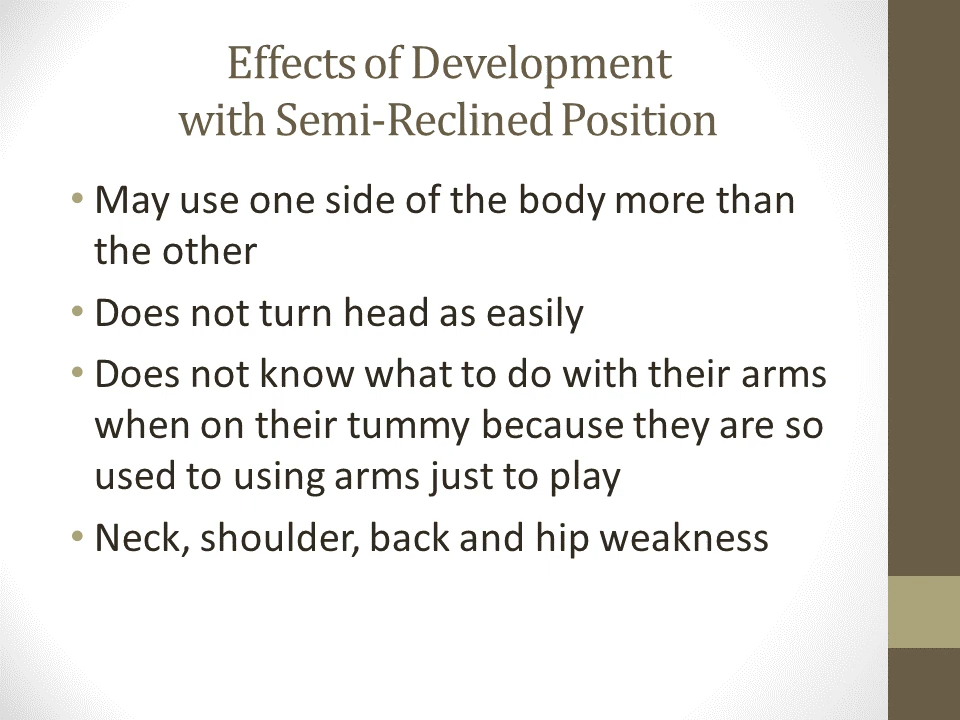 Effects of Development
with Semi-Reclined Position
• May use one side of the body more than
the other
• Does not turn head as easily
• Does not know what to do with their arms
when on their tummy because they are so
used to using arms just to play
• Neck, shoulder, back and hip weakness